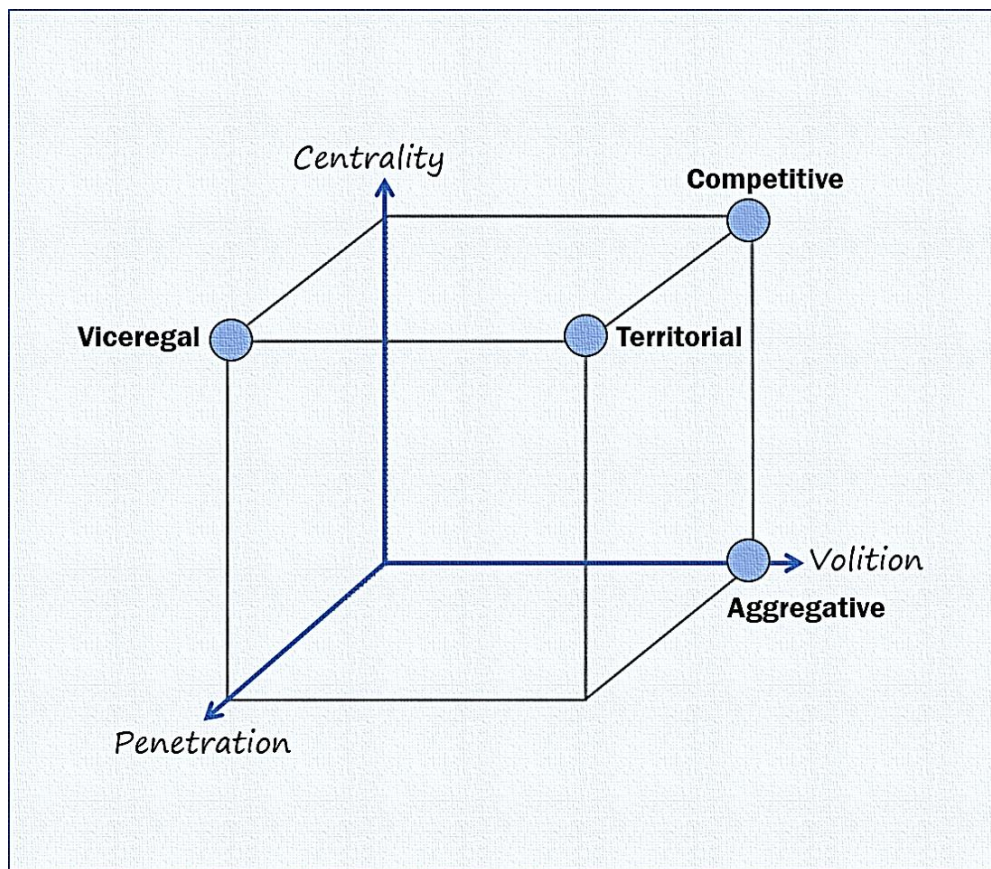 Centrality
Competitive
Viceregal
Territorial
Volition
Aggregative
Penetration